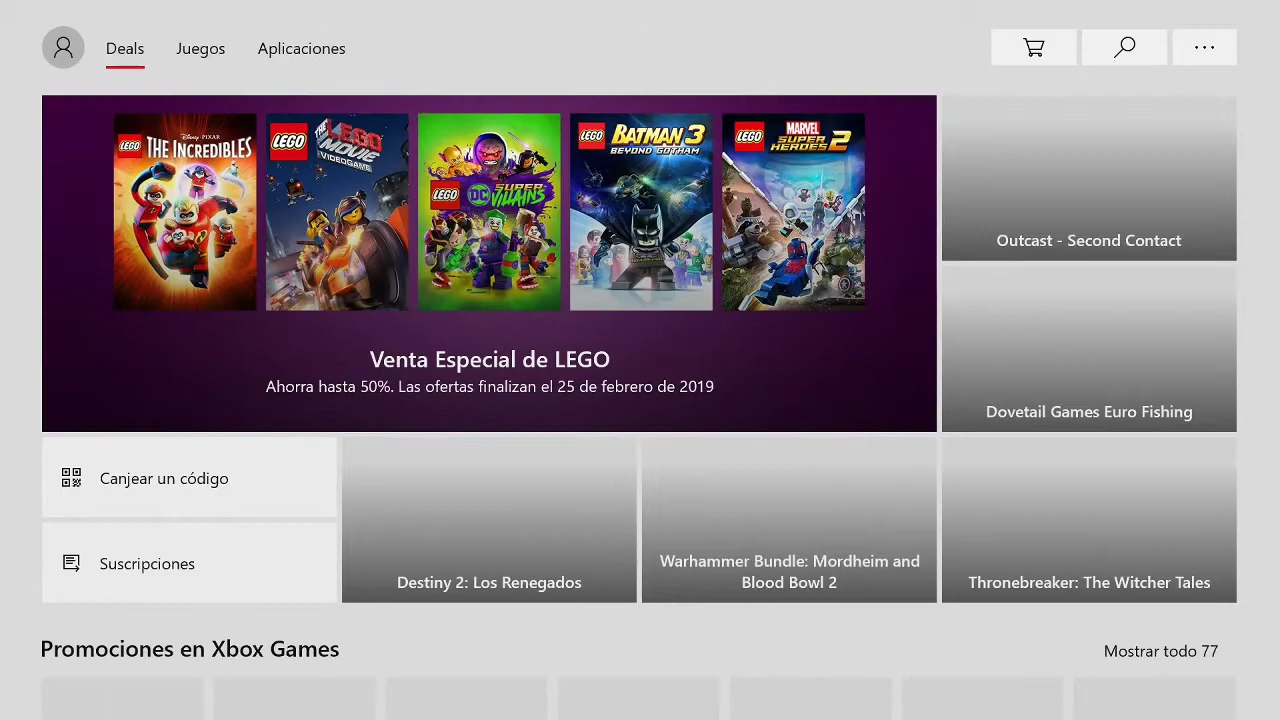 Deals Juegos Aplicaciones
LEGO Disney PIXAR THE INCREDIBLES
LEGO THE LEGO MOVIE VIDEOGAME
LEGO DC SUPER VILLAINS
LEGO BATMAN 3 BEYOND GOTHAM
LEGO MARVEL SUPER HEROES 2
Venta Especial de LEGO
Ahorra hasta 50%. Las ofertas finalizan el 25 de febrero de 2019
Outcast - Second Contact
Dovetail Games Euro Fishing
Canjear un código
Suscripciones
Destiny 2: Los Renegados
Warhammer Bundle: Mordheim and
Blood Bowl 2
Thronebreaker: The Witcher Tales
Promociones en Xbox Games
Mostrar todo 77